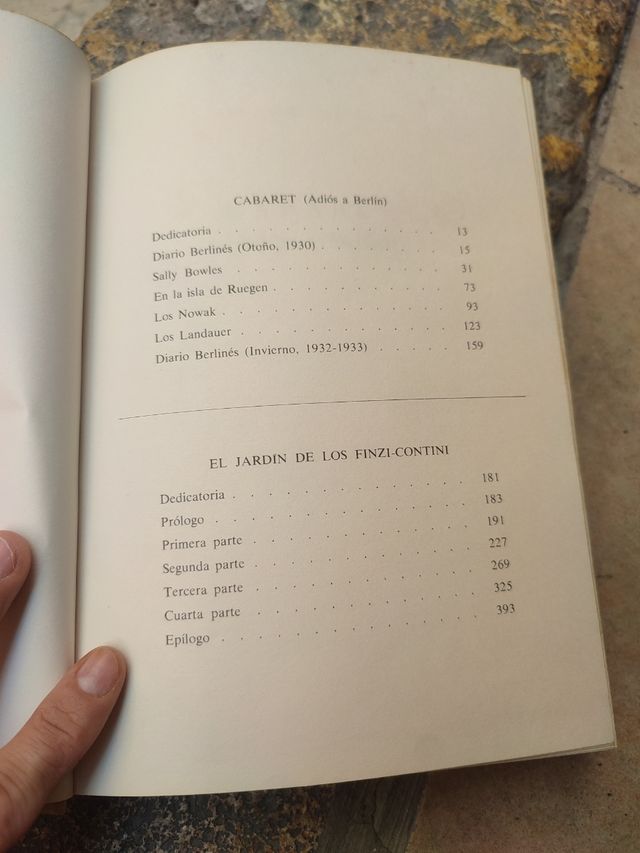 CABARET (Adiós a Berlín)
Dedicatoria . . . . . . . . . . . . . 13
Diario Berlinés (Otoño, 1930) . . . . . . . 15
Sally Bowles . . . . . . . . . . . . 31
En la isla de Ruegen . . . . . . . . . . 73
Los Nowak . . . . . . . . . . . . . 93
Los Landauer . . . . . . . . . . . . 123
Diario Berlinés (Invierno, 1932-1933) . . . . . 159
EL JARDIN DE LOS FINZI-CONTINI
Dedicatoria . . . . . . . . . . . . . 181
Prólogo . . . . . . . . . . . . . . 183
Primera parte . . . . . . . . . . . . 191
Segunda parte . . . . . . . . . . . . 227
Tercera parte . . . . . . . . . . . . 269
Cuarta parte . . . . . . . . . . . . 325
Epílogo . . . . . . . . . . . . . . 393